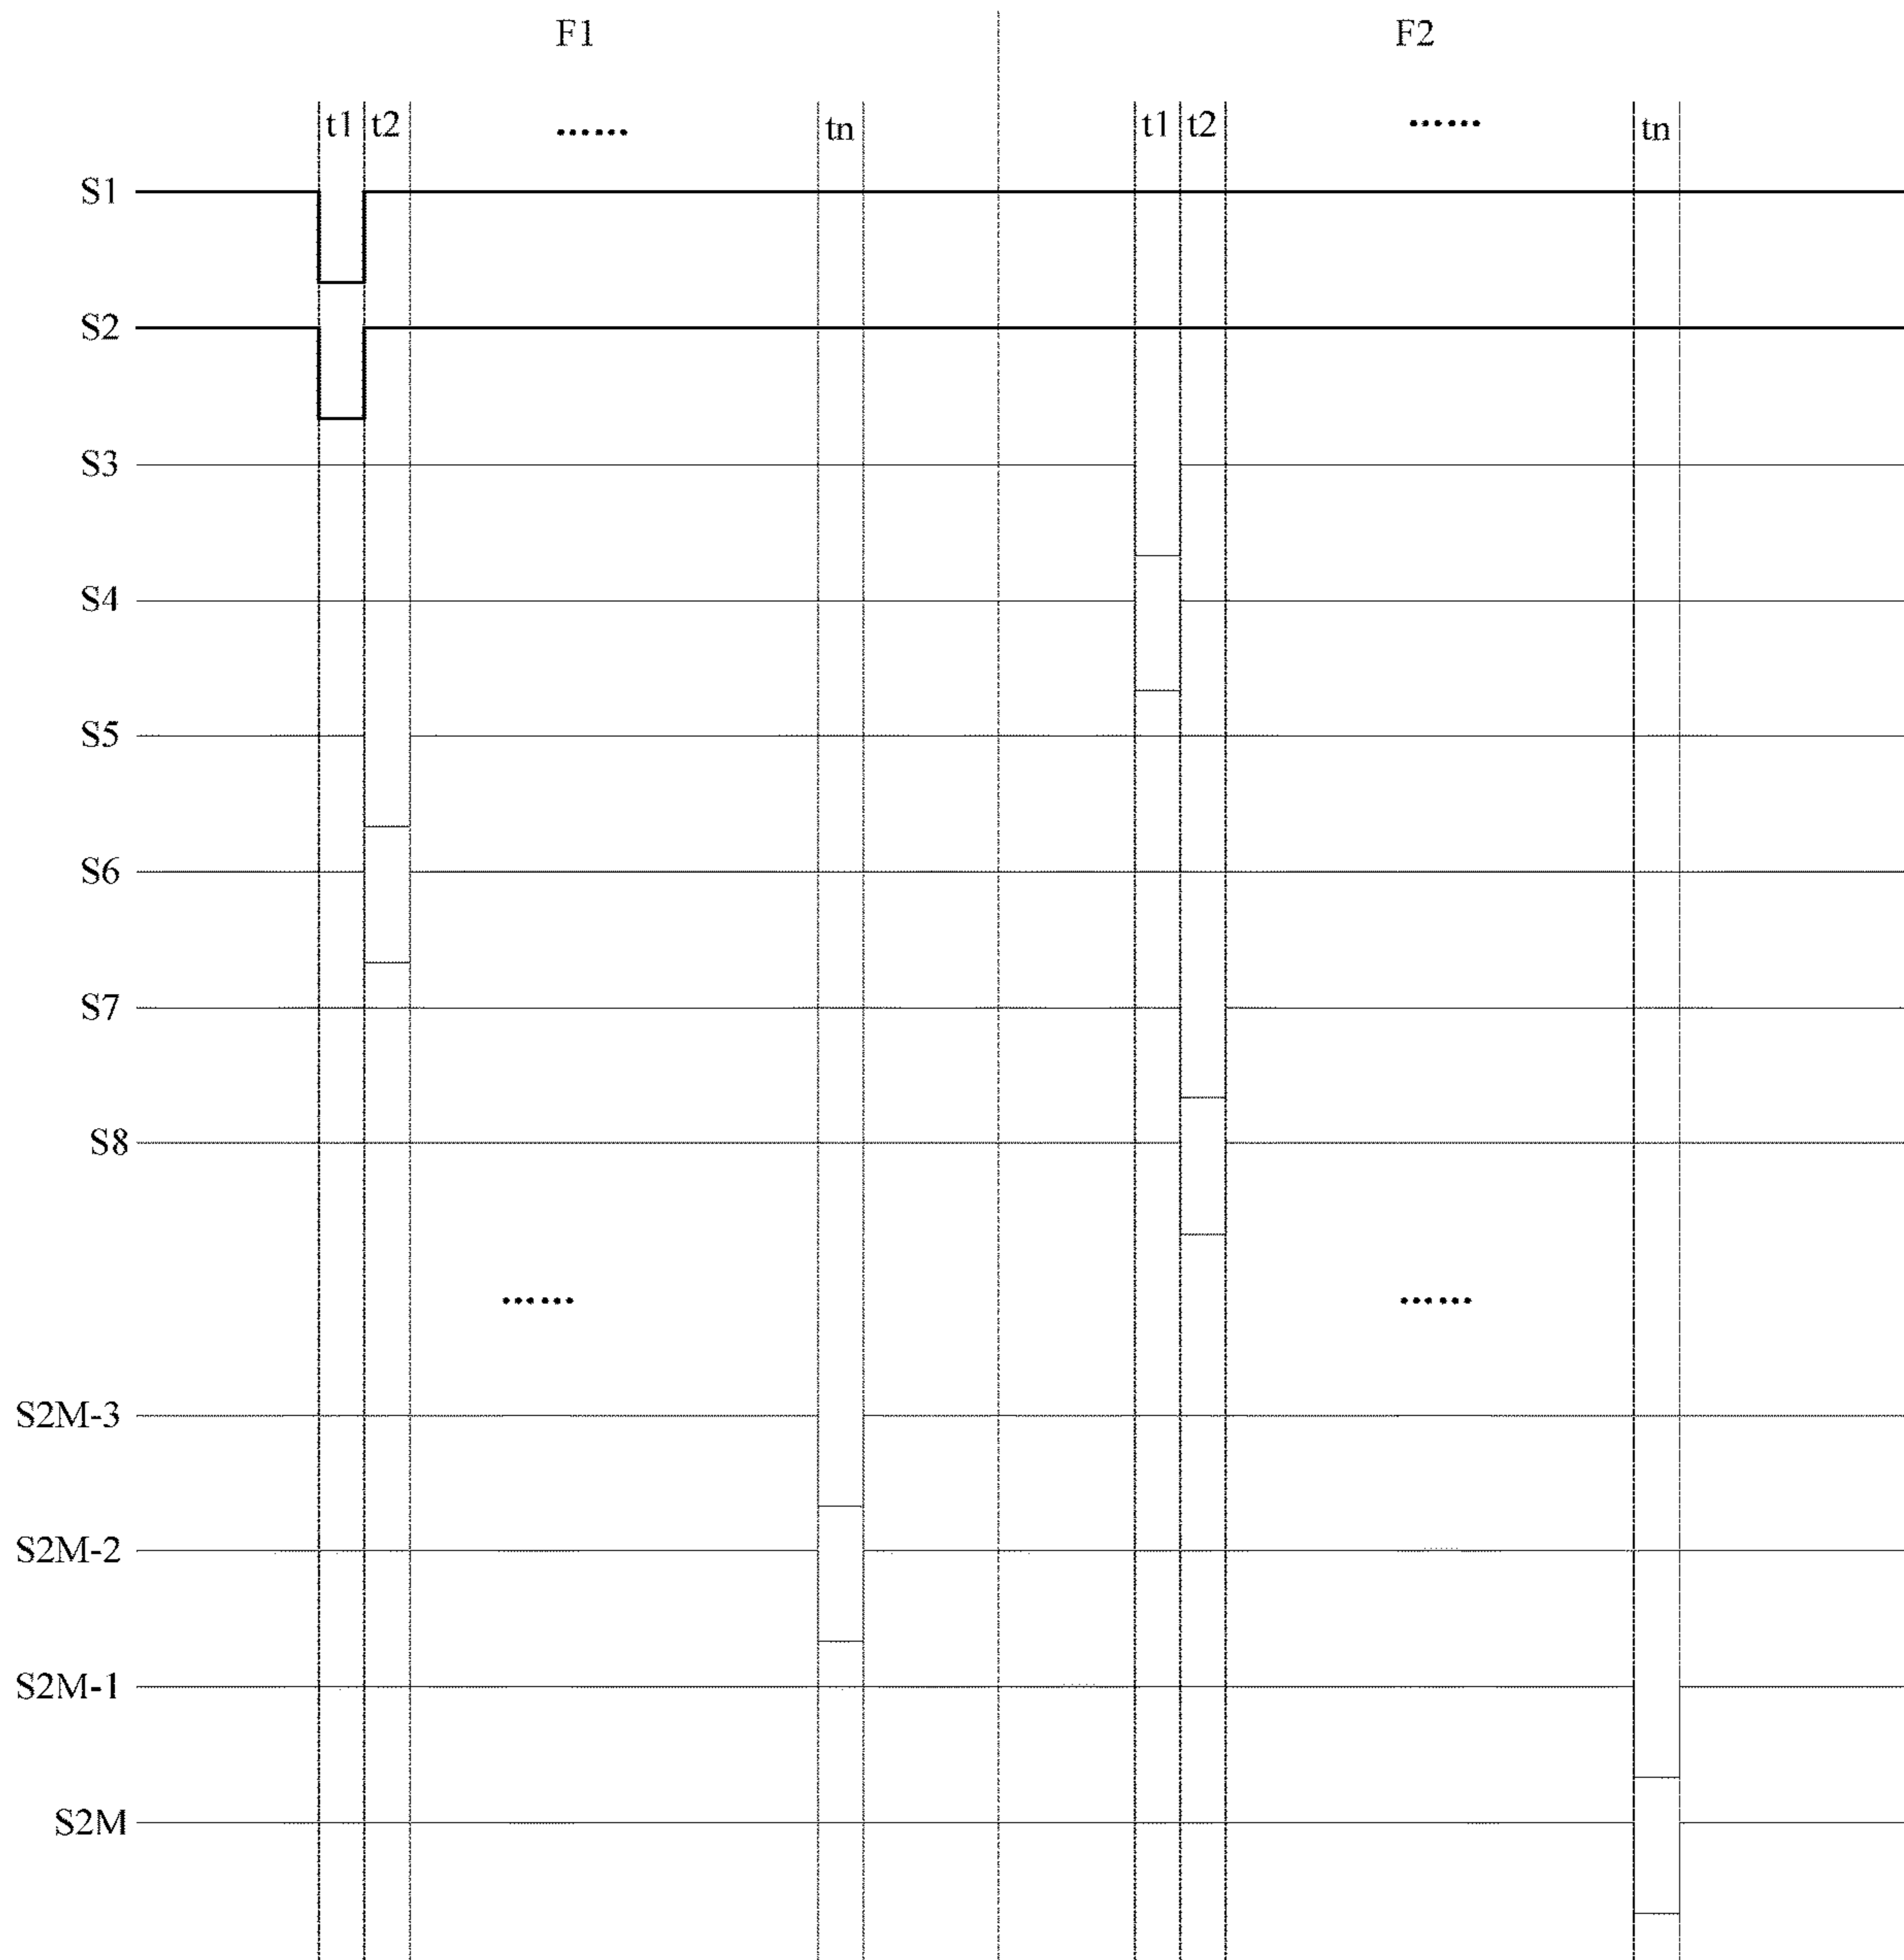 F1 F2
t1 t2 ...... tn t1 t2 ...... tn
S1
S2
S3
S4
S5
S6
S7
S8
...... ......
S2M-3
S2M-2
S2M-1
S2M